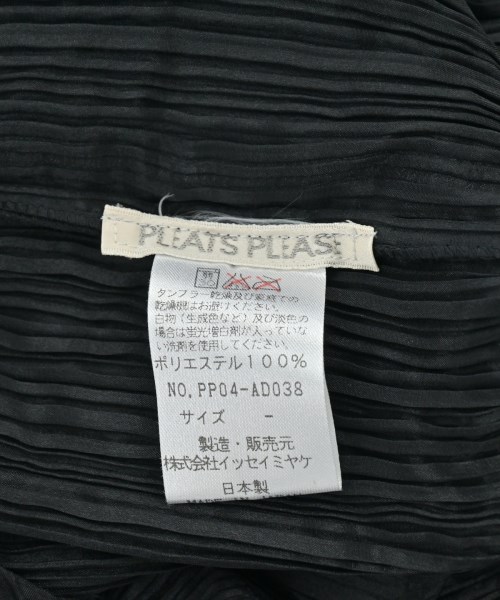 PLEATS PLEASE
タンブラー乾燥及び家庭での
乾燥機はお避けください。
白物（生成色など）及び淡色の
場合は蛍光増白剤が入っていな
い洗剤を使用してください。
ポリエステル100%
NO.PP04-AD038
サイズ -
製造・販売元
株式会社イッセイミヤケ
日本製